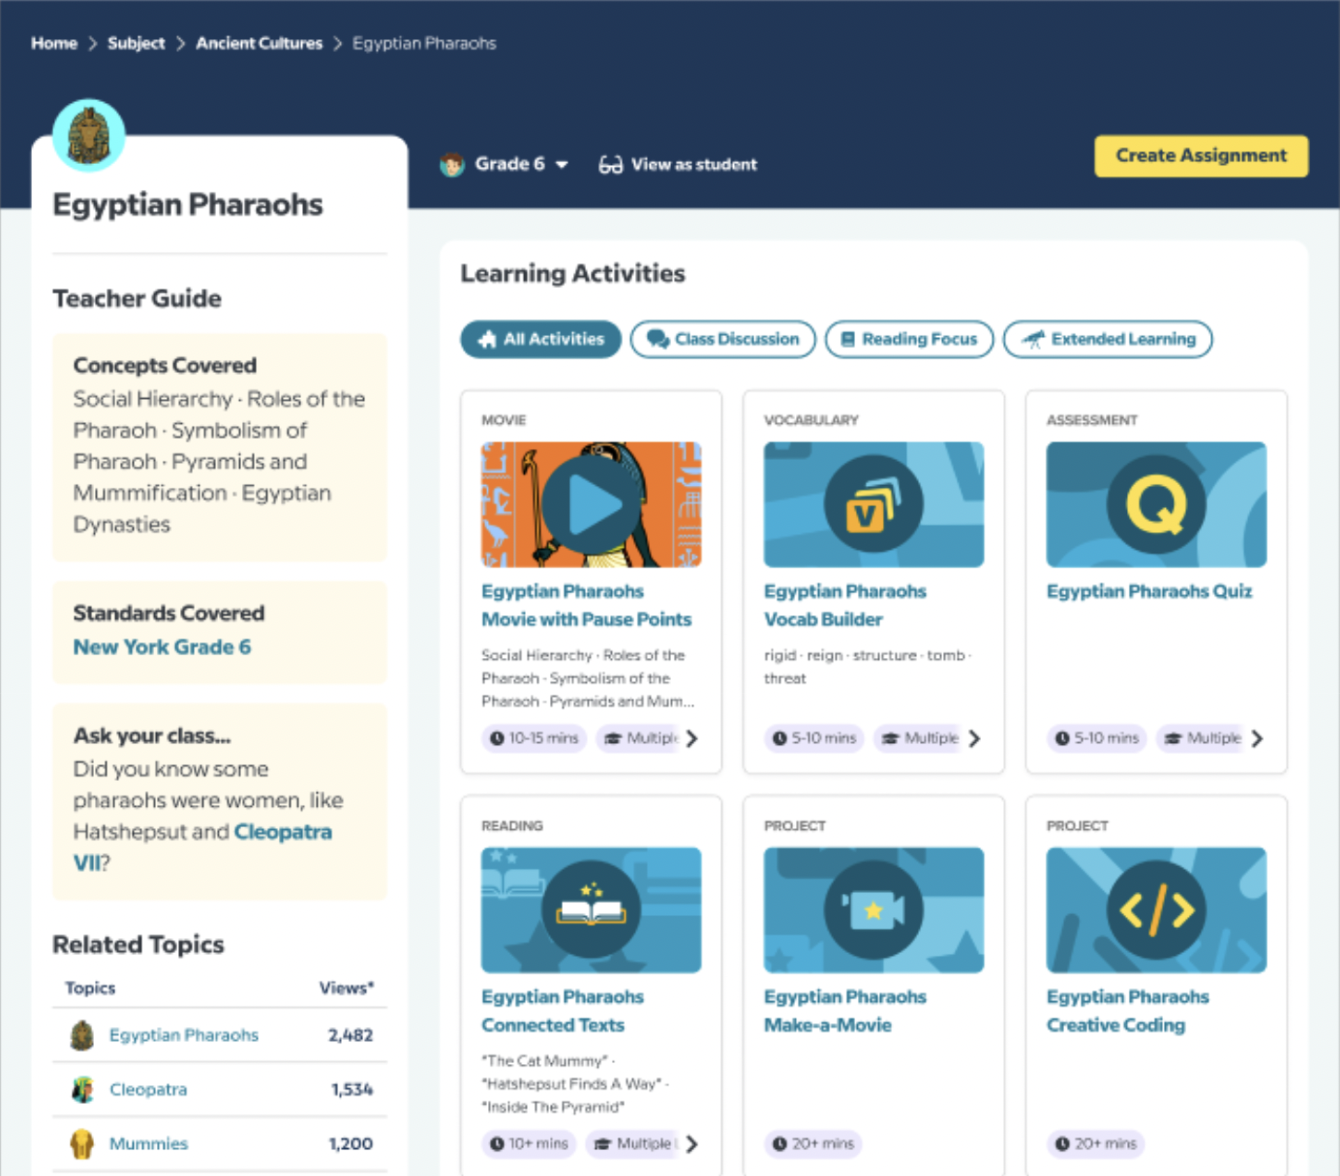 Home > Subject > Ancient Cultures > Egyptian Pharaohs
Grade 6
View as student
Create Assignment
Egyptian Pharaohs
Teacher Guide
Concepts Covered
Social Hierarchy · Roles of the
Pharaoh · Symbolism of
Pharaoh · Pyramids and
Mummification · Egyptian
Dynasties
Standards Covered
New York Grade 6
Ask your class...
Did you know some
pharaohs were women, like
Hatshepsut and Cleopatra
VII?
Related Topics
Topics Views*
Egyptian Pharaohs 2,482
Cleopatra 1,534
Mummies 1,200
Learning Activities
All Activities
Class Discussion
Reading Focus
Extended Learning
MOVIE
Egyptian Pharaohs
Movie with Pause Points
Social Hierarchy · Roles of the
Pharaoh · Symbolism of the
Pharaoh · Pyramids and Mum...
10-15 mins
Multiple
VOCABULARY
V
Egyptian Pharaohs
Vocab Builder
rigid · reign · structure · tomb ·
threat
5-10 mins
Multiple
ASSESSMENT
Q
Egyptian Pharaohs Quiz
5-10 mins
Multiple
READING
Egyptian Pharaohs
Connected Texts
"The Cat Mummy" ·
"Hatshepsut Finds A Way" ·
"Inside The Pyramid"
10+ mins
Multiple
PROJECT
Egyptian Pharaohs
Make-a-Movie
20+ mins
PROJECT
</>
Egyptian Pharaohs
Creative Coding
20+ mins